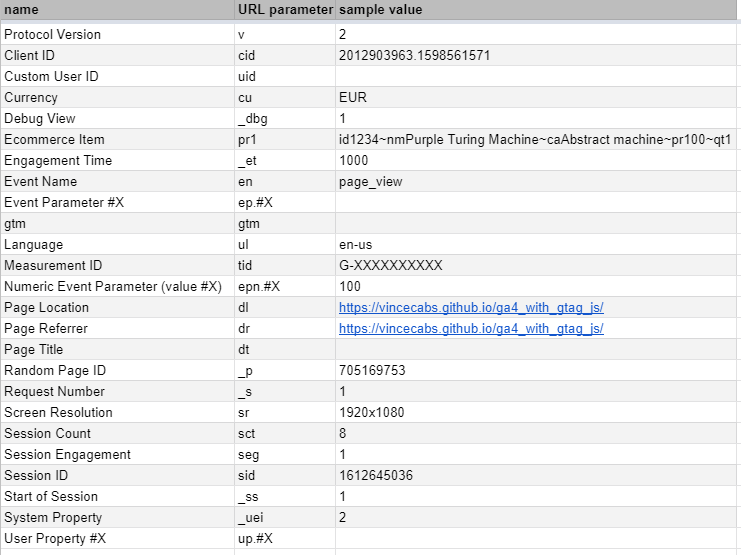 name URL parameter sample value
Protocol Version v 2
Client ID cid 2012903963.1598561571
Custom User ID uid
Currency cu EUR
Debug View _dbg 1
Ecommerce Item pr1 id1234~nmPurple Turing Machine~caAbstract machine~pr100~qt1
Engagement Time _et 1000
Event Name en page_view
Event Parameter #X ep.#X
gtm gtm
Language ul en-us
Measurement ID tid G-XXXXXXXXXX
Numeric Event Parameter (value #X) epn.#X 100
Page Location dl https://vincecabs.github.io/ga4_with_gtag_js/
Page Referrer dr https://vincecabs.github.io/ga4_with_gtag_js/
Page Title dt
Random Page ID _p 705169753
Request Number _s 1
Screen Resolution sr 1920x1080
Session Count sct 8
Session Engagement seg 1
Session ID sid 1612645036
Start of Session _ss 1
System Property _uei 2
User Property #X up.#X